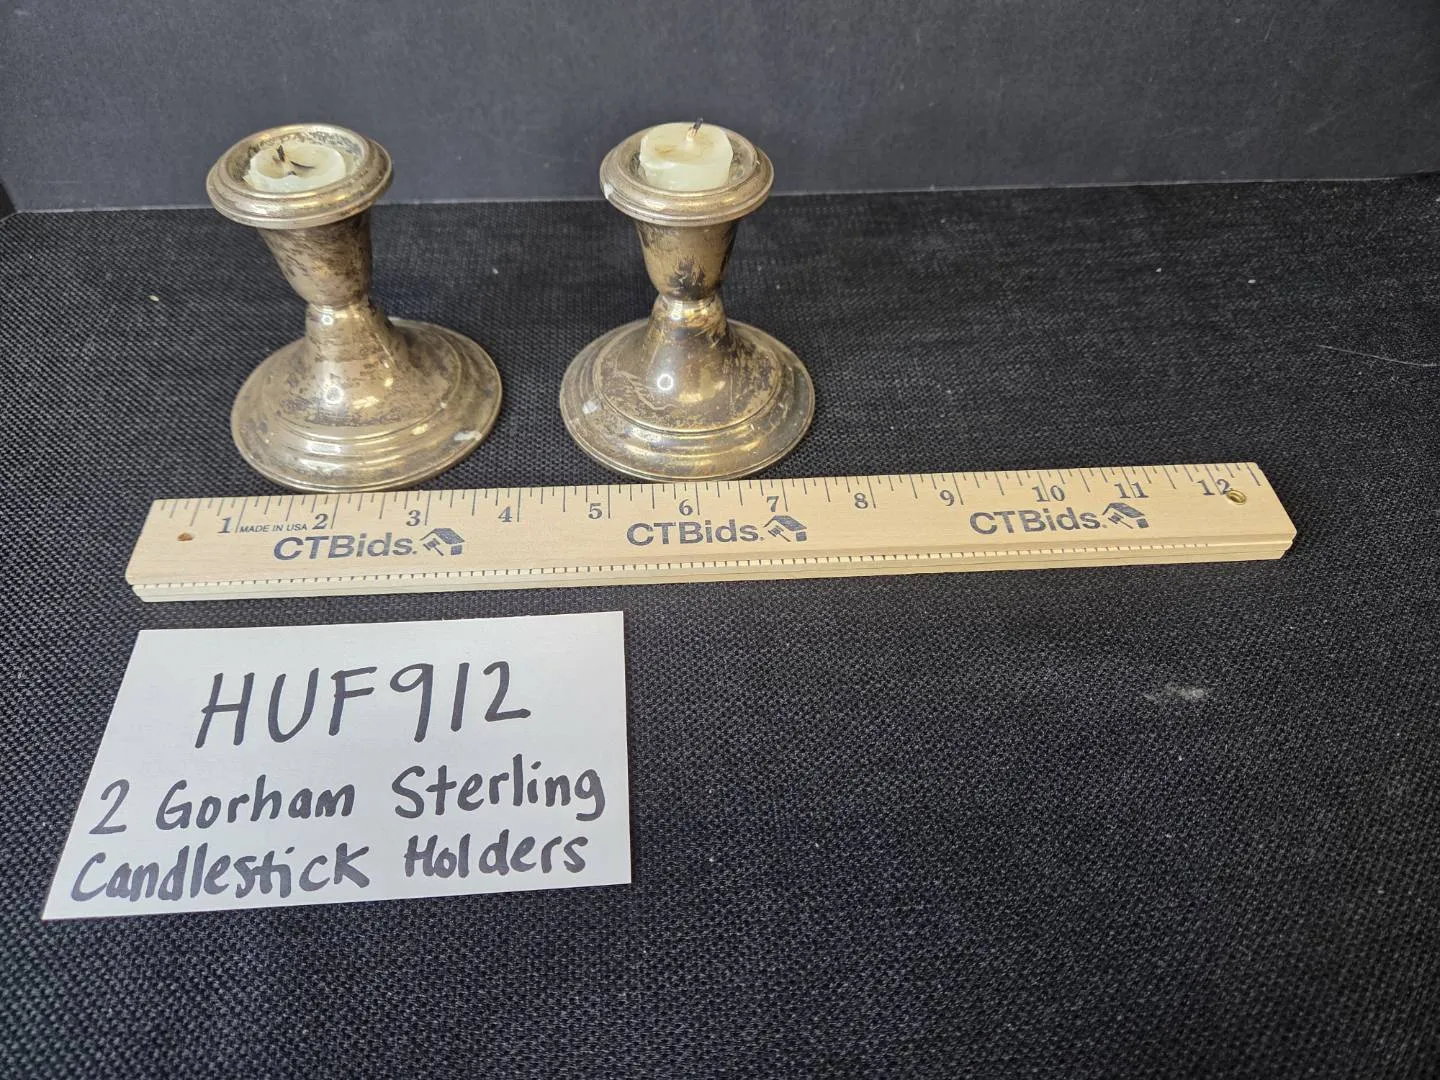 1 2 3 4 5 6 7 8 9 10 11 12
MADE IN USA
CTBids. CTBids. CTBids.
HUF912
2 Gorham Sterling
Candlestick Holders